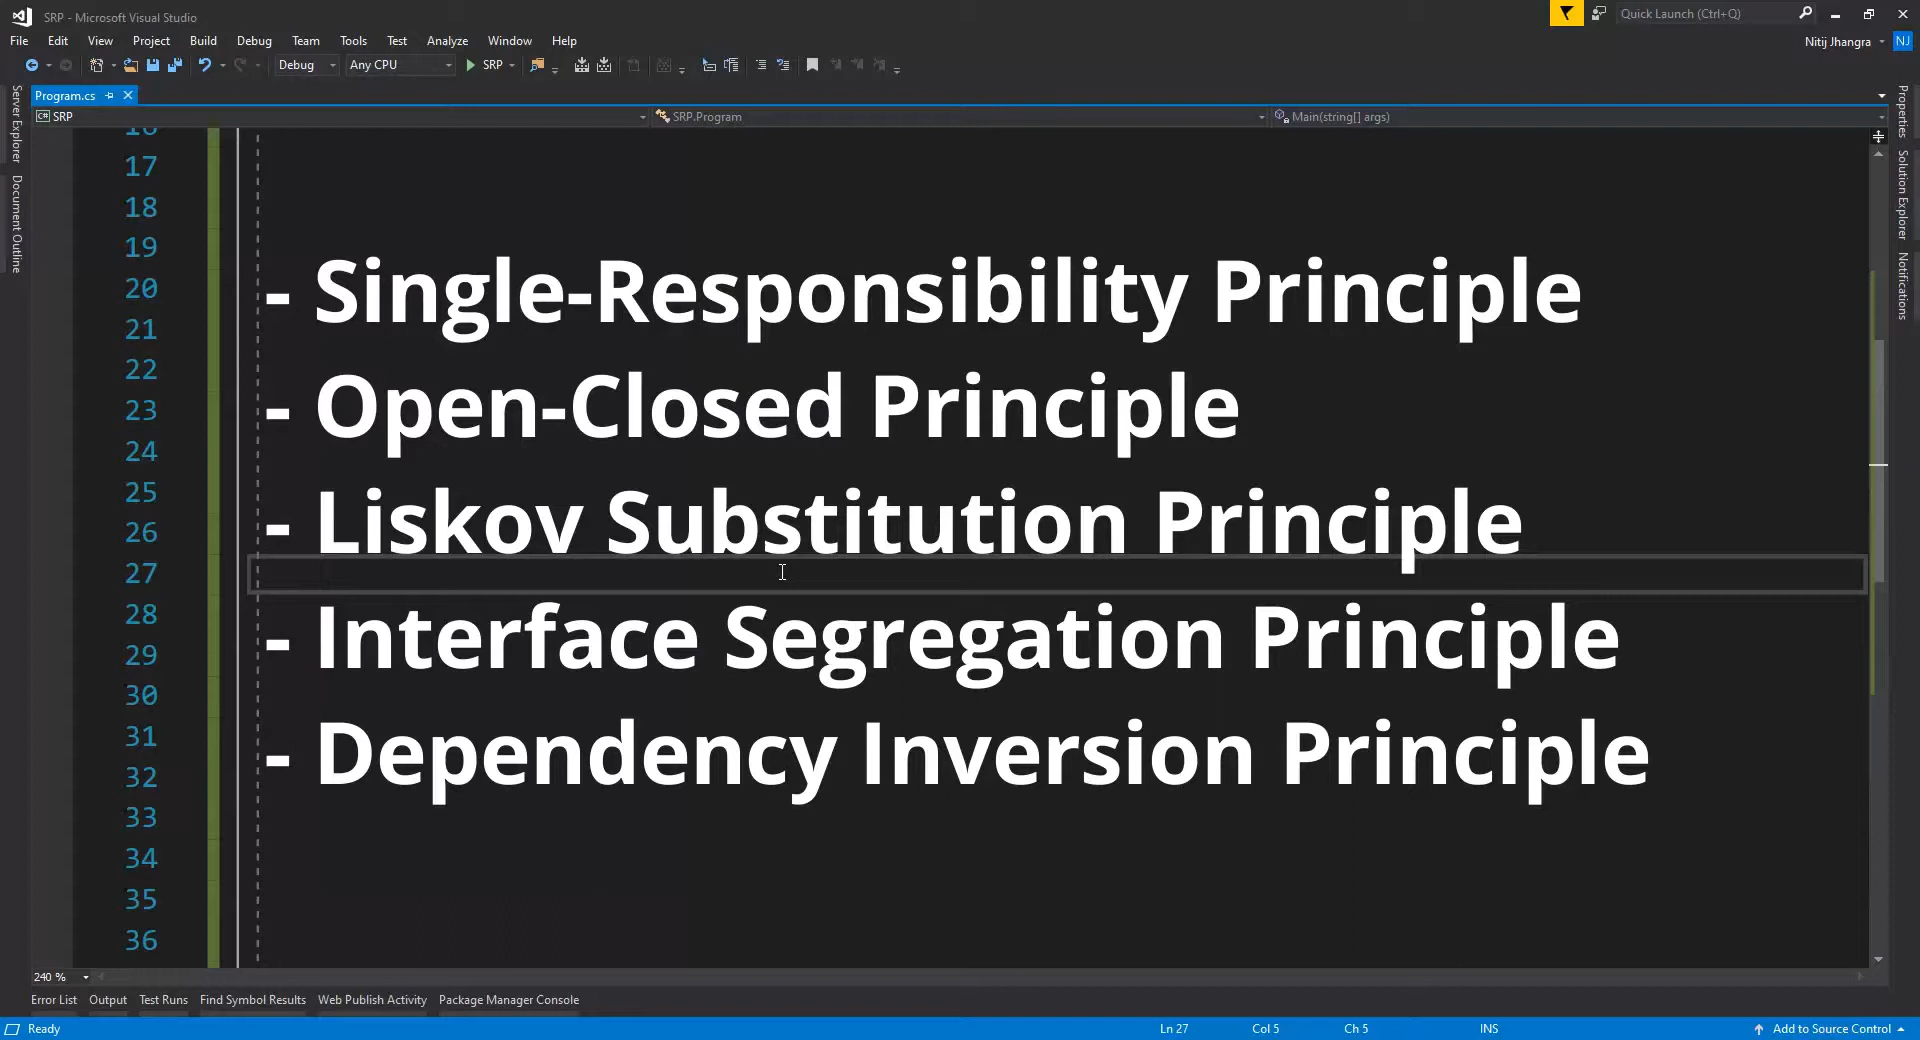 SRP - Microsoft Visual Studio
Quick Launch (Ctrl+Q)
File Edit View Project Build Debug Team Tools Test Analyze Window Help
Nitij Jhangra NJ
Debug Any CPU SRP
Program.cs
C# SRP SRP.Program Main(string[] args)
Server Explorer
Document Outline
Properties
Solution Explorer
Notifications
16
17
18
19
20
21
22
23
24
25
26
27
28
29
30
31
32
33
34
35
36
- Single-Responsibility Principle
- Open-Closed Principle
- Liskov Substitution Principle
- Interface Segregation Principle
- Dependency Inversion Principle
240 %
Error List Output Test Runs Find Symbol Results Web Publish Activity Package Manager Console
Ready Ln 27 Col 5 Ch 5 INS Add to Source Control